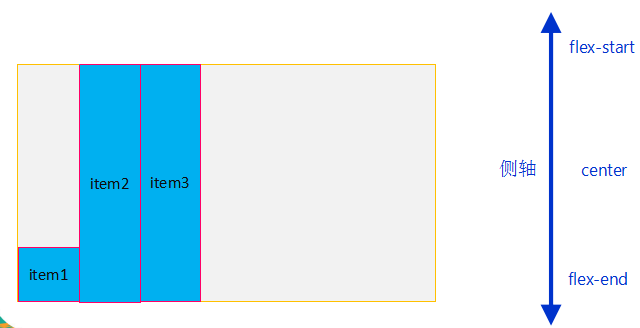 flex-start
item2
item3
侧轴
center
item1
flex-end